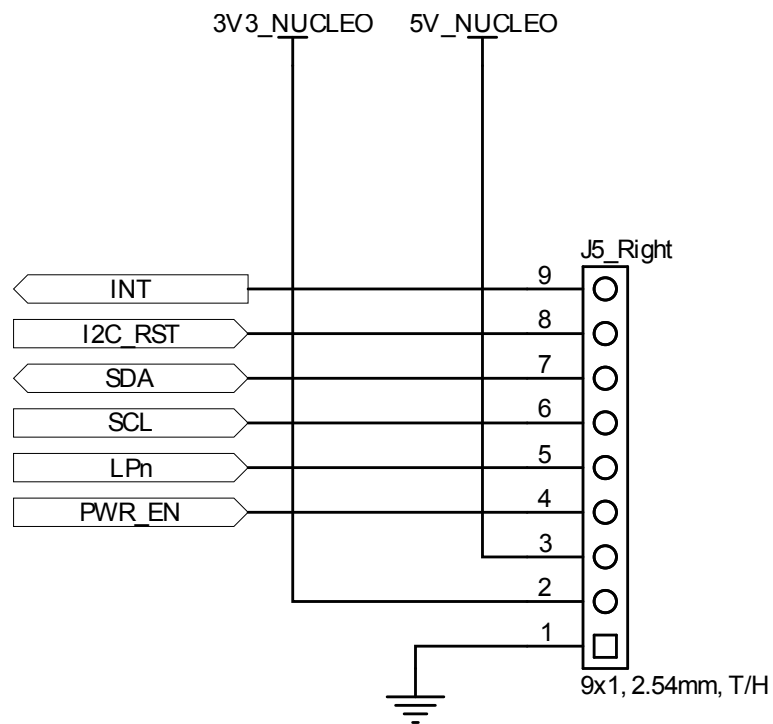 3V3_NUCLEO 5V_NUCLEO
J5_Right
INT 9
I2C_RST 8
SDA 7
SCL 6
LPn 5
PWR_EN 4
3
2
1
9x1, 2.54mm, T/H